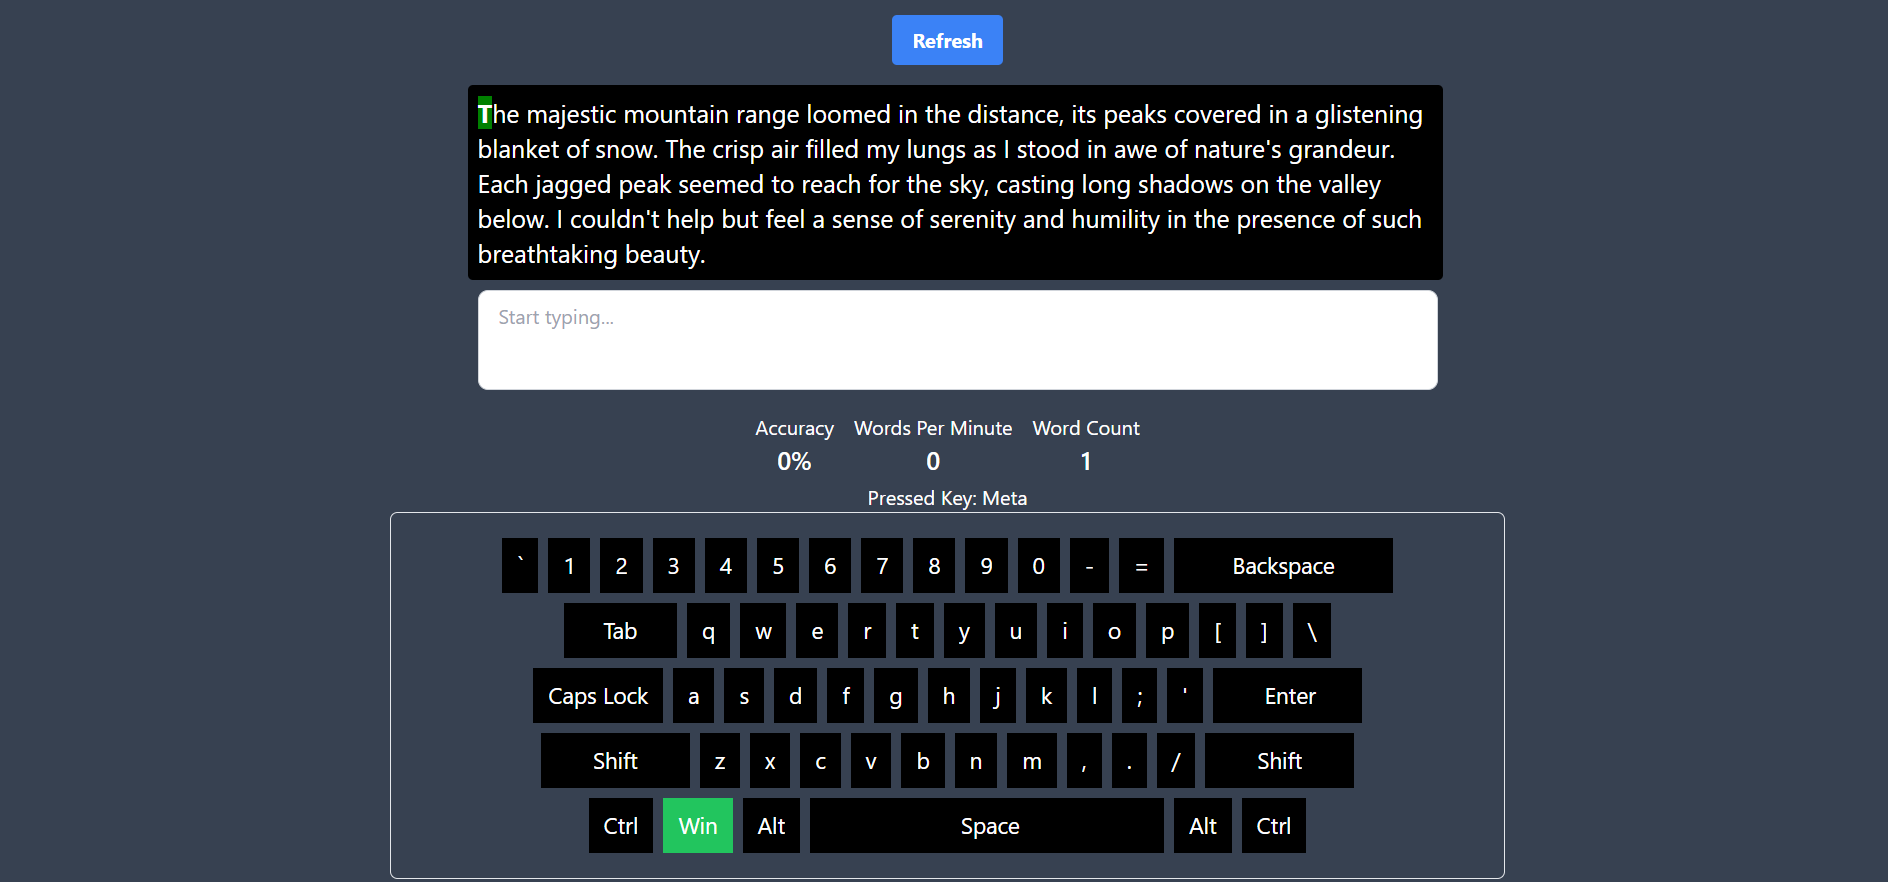 Refresh
The majestic mountain range loomed in the distance, its peaks covered in a glistening
blanket of snow. The crisp air filled my lungs as I stood in awe of nature's grandeur.
Each jagged peak seemed to reach for the sky, casting long shadows on the valley
below. I couldn't help but feel a sense of serenity and humility in the presence of such
breathtaking beauty.
Start typing...
Accuracy Words Per Minute Word Count
0% 0 1
Pressed Key: Meta
` 1 2 3 4 5 6 7 8 9 0 - = Backspace
Tab q w e r t y u i o p [ ] \
Caps Lock a s d f g h j k l ; ' Enter
Shift z x c v b n m , . / Shift
Ctrl Win Alt Space Alt Ctrl